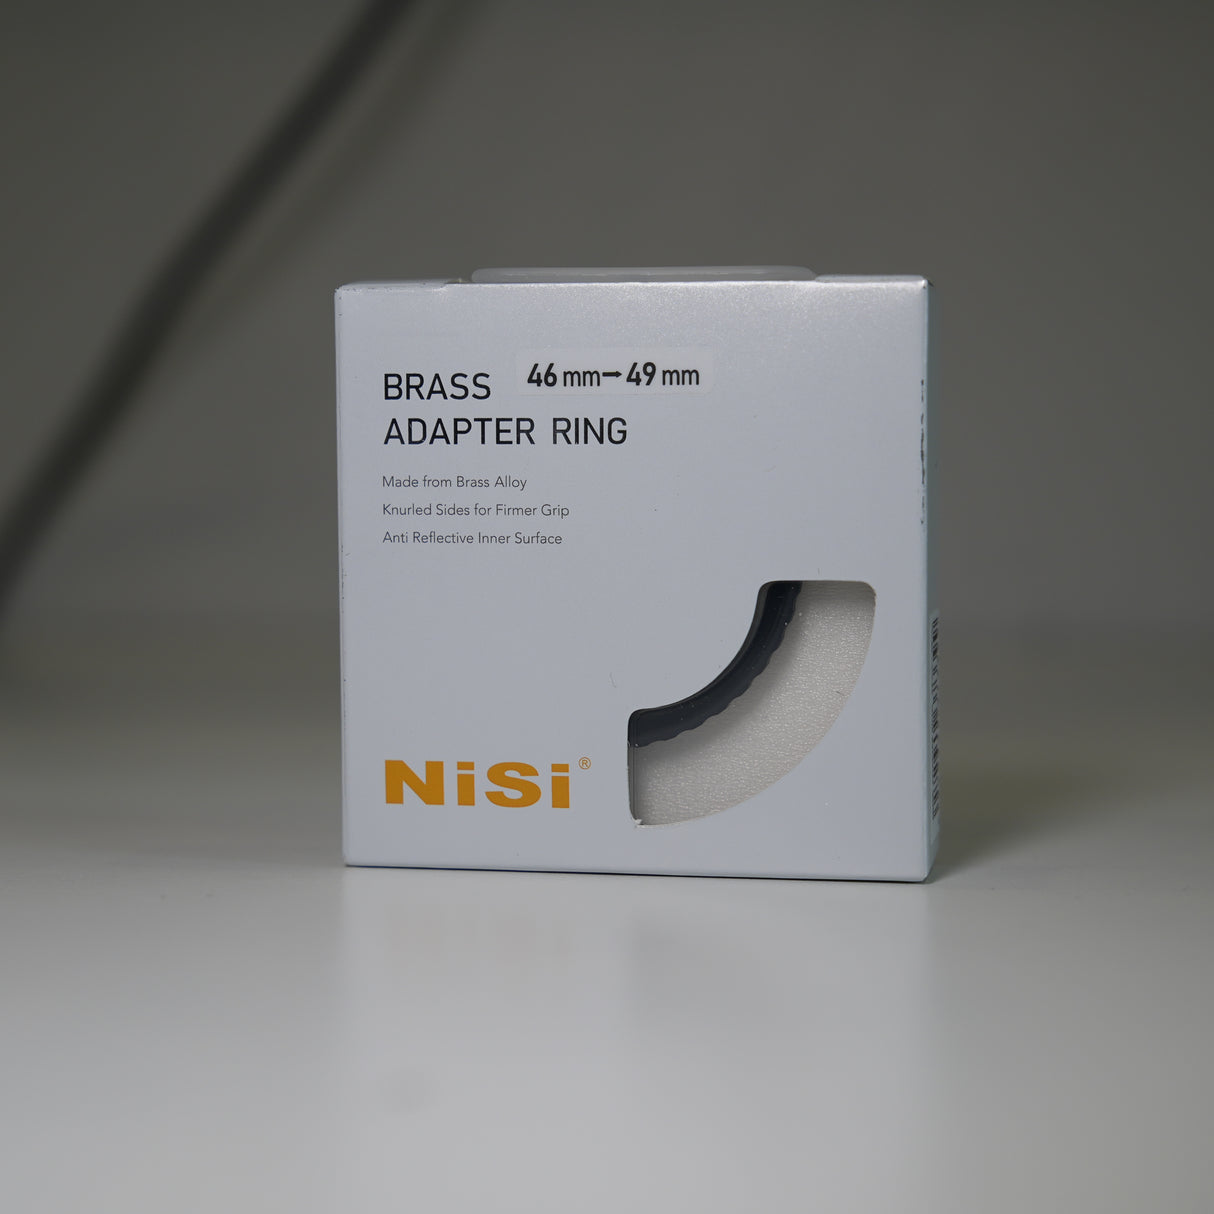 BRASS 46 mm→49 mm
ADAPTER RING
Made from Brass Alloy
Knurled Sides for Firmer Grip
Anti Reflective Inner Surface
NiSi®